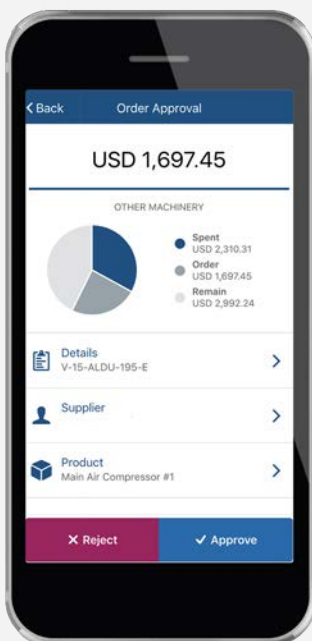 Back
Order Approval
USD 1,697.45
OTHER MACHINERY
Spent
USD 2,310.31
Order
USD 1,697.45
Remain
USD 2,992.24
Details
V-15-ALDU-195-E
Supplier
Product
Main Air Compressor #1
Reject
Approve